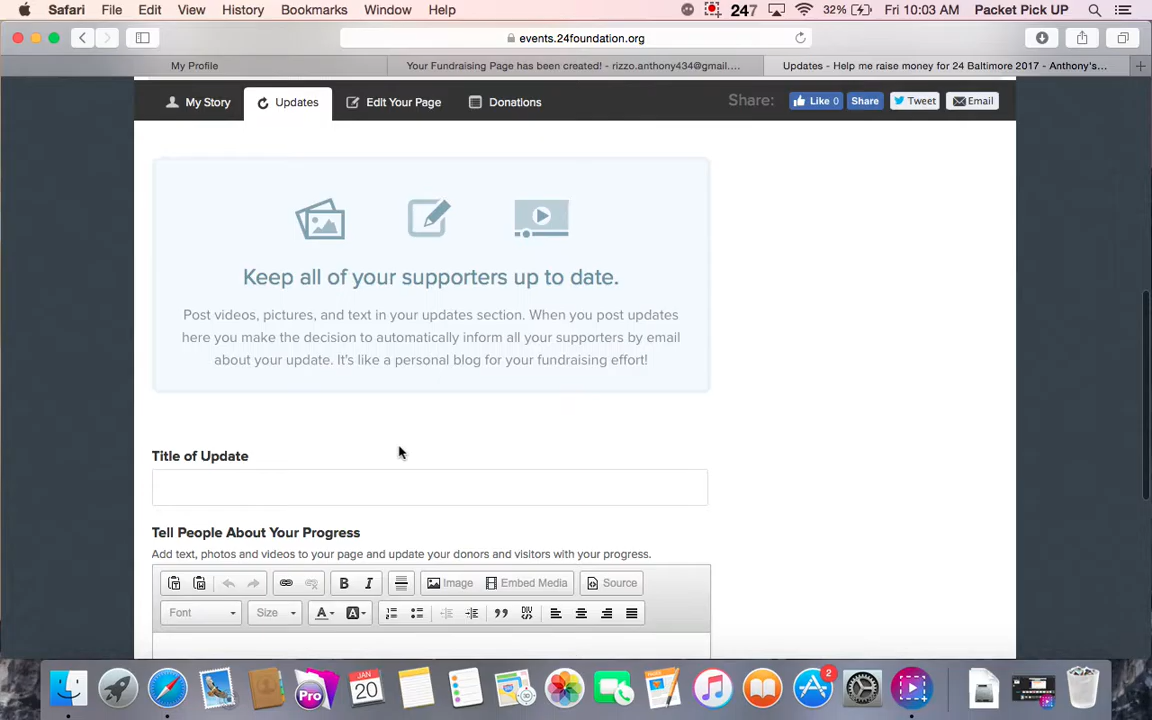 Safari File Edit View History Bookmarks Window Help 247 32% Fri 10:03 AM Packet Pick UP
events.24foundation.org
My Profile Your Fundraising Page has been created! - rizzo.anthony434@gmail.... Updates - Help me raise money for 24 Baltimore 2017 - Anthony's...
My Story Updates Edit Your Page Donations Share: Like 0 Share Tweet Email
Keep all of your supporters up to date.
Post videos, pictures, and text in your updates section. When you post updates
here you make the decision to automatically inform all your supporters by email
about your update. It's like a personal blog for your fundraising effort!
Title of Update
Tell People About Your Progress
Add text, photos and videos to your page and update your donors and visitors with your progress.
B I Image Embed Media Source
Font Size A A DIV
Pro JAN 20 30 2